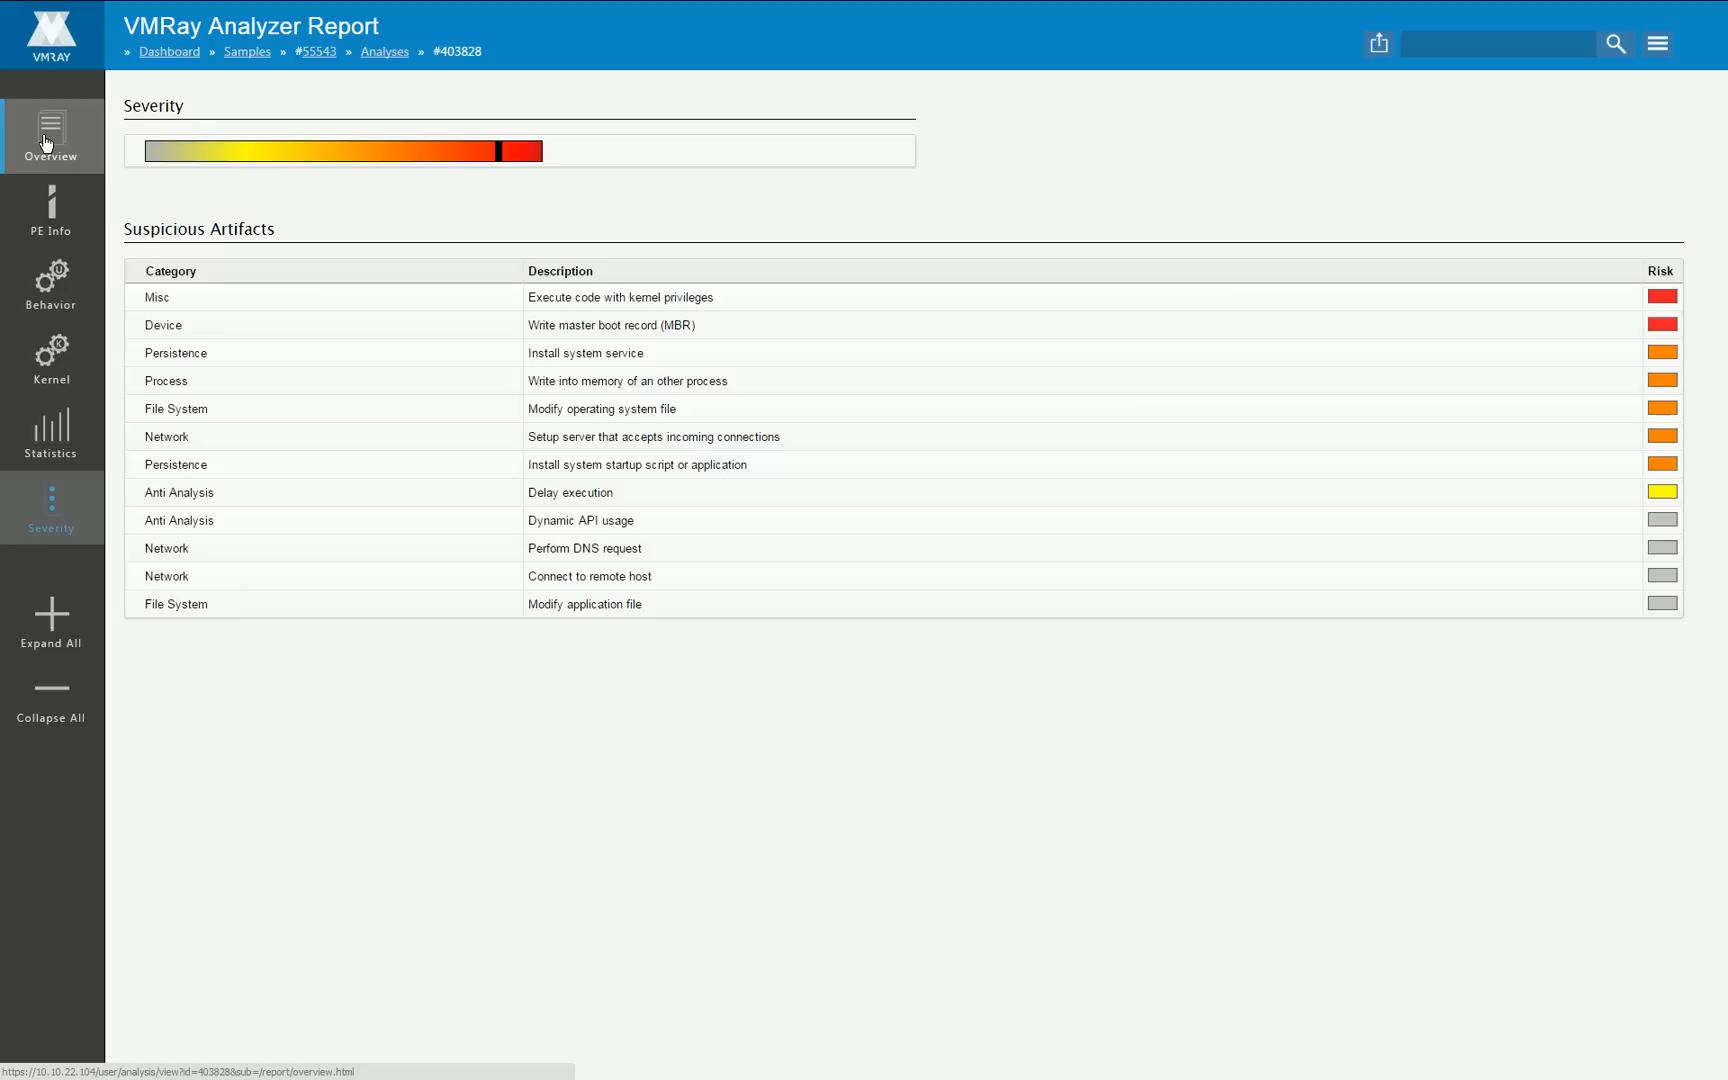 VMRAY
VMRay Analyzer Report
» Dashboard » Samples » #55543 » Analyses » #403828
Overview
PE Info
Behavior
Kernel
Statistics
Severity
Expand All
Collapse All
Severity
Suspicious Artifacts
Category Description Risk
Misc Execute code with kernel privileges
Device Write master boot record (MBR)
Persistence Install system service
Process Write into memory of an other process
File System Modify operating system file
Network Setup server that accepts incoming connections
Persistence Install system startup script or application
Anti Analysis Delay execution
Anti Analysis Dynamic API usage
Network Perform DNS request
Network Connect to remote host
File System Modify application file
https://10.10.22.104/user/analysis/view?id=403828&sub=/report/overview.html